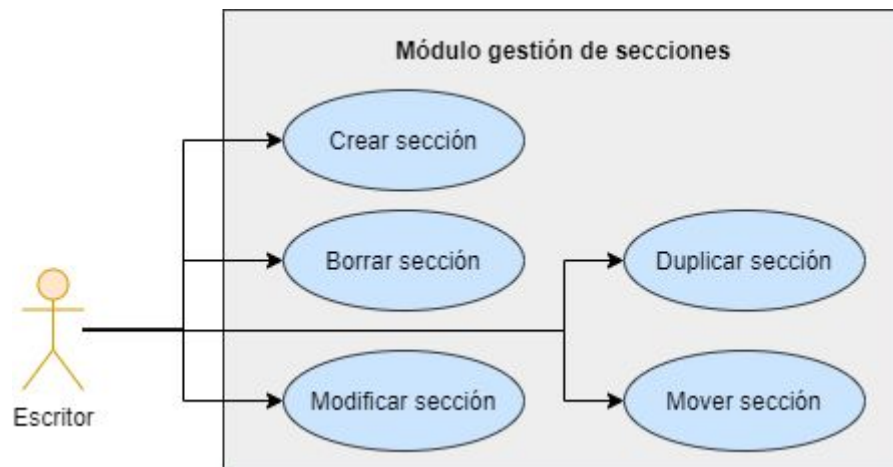 Módulo gestión de secciones
Crear sección
Borrar sección
Duplicar sección
Modificar sección
Mover sección
Escritor